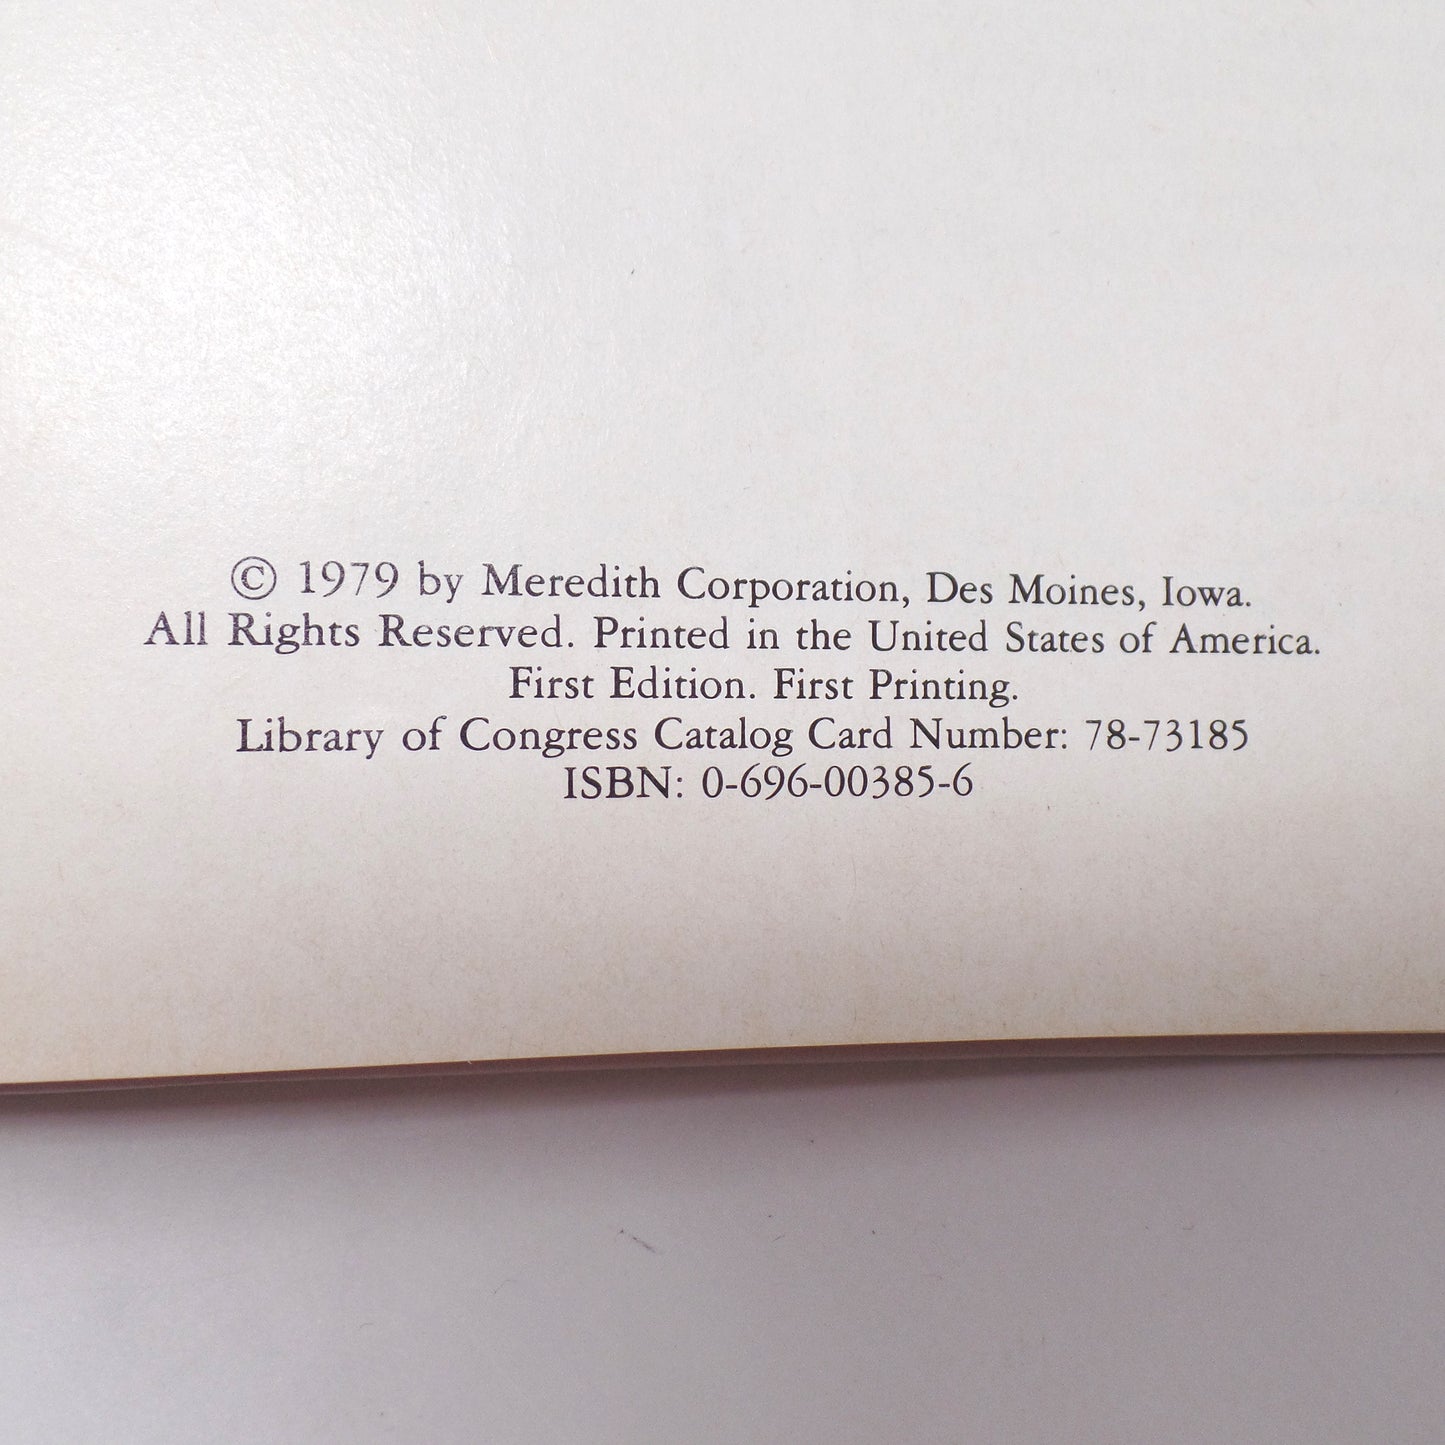 © 1979 by Meredith Corporation, Des Moines, Iowa.
All Rights Reserved. Printed in the United States of America.
First Edition. First Printing.
Library of Congress Catalog Card Number: 78-73185
ISBN: 0-696-00385-6